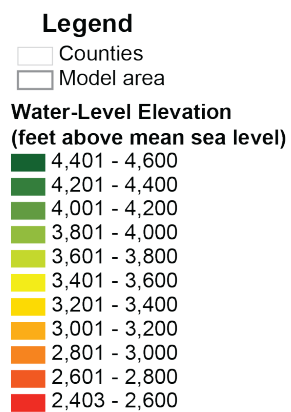 Legend
Counties
Model area
Water-Level Elevation
(feet above mean sea level)
4,401 - 4,600
4,201 - 4,400
4,001 - 4,200
3,801 - 4,000
3,601 - 3,800
3,401 - 3,600
3,201 - 3,400
3,001 - 3,200
2,801 - 3,000
2,601 - 2,800
2,403 - 2,600